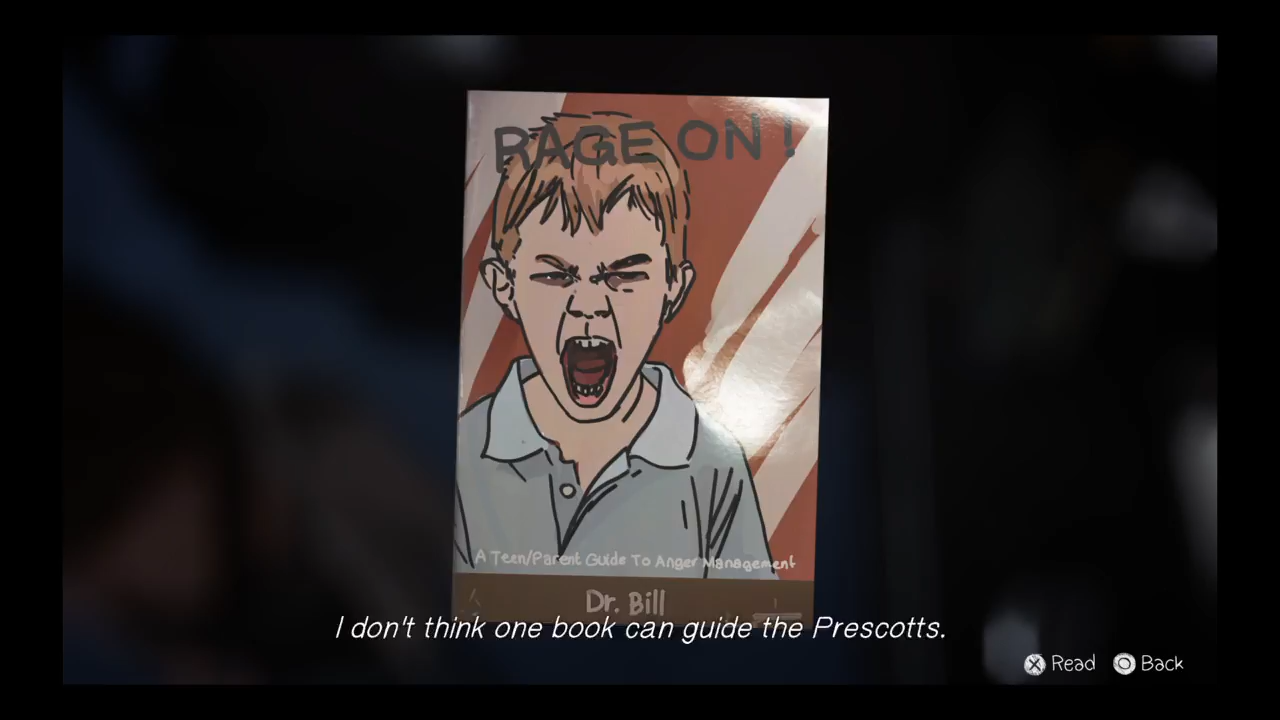 RAGE ON!
A Teen/Parent Guide To Anger Management
Dr. Bill
I don't think one book can guide the Prescotts.
Read
Back